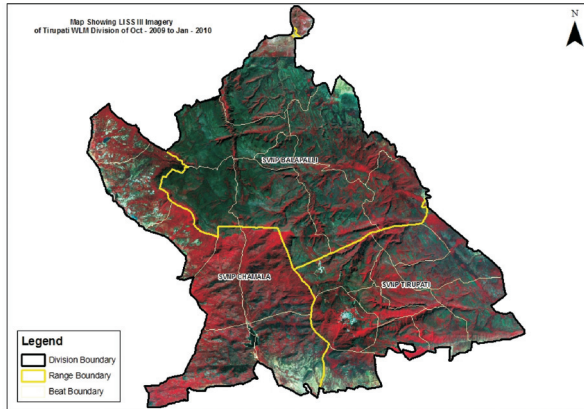 Map Showing LISS III Imagery
of Tirupati WLM Division of Oct - 2009 to Jan - 2010
N
SVNP BALAPALLI
SVNP CHAMALA
SVNP TIRUPATI
Legend
Division Boundary
Range Boundary
Beat Boundary